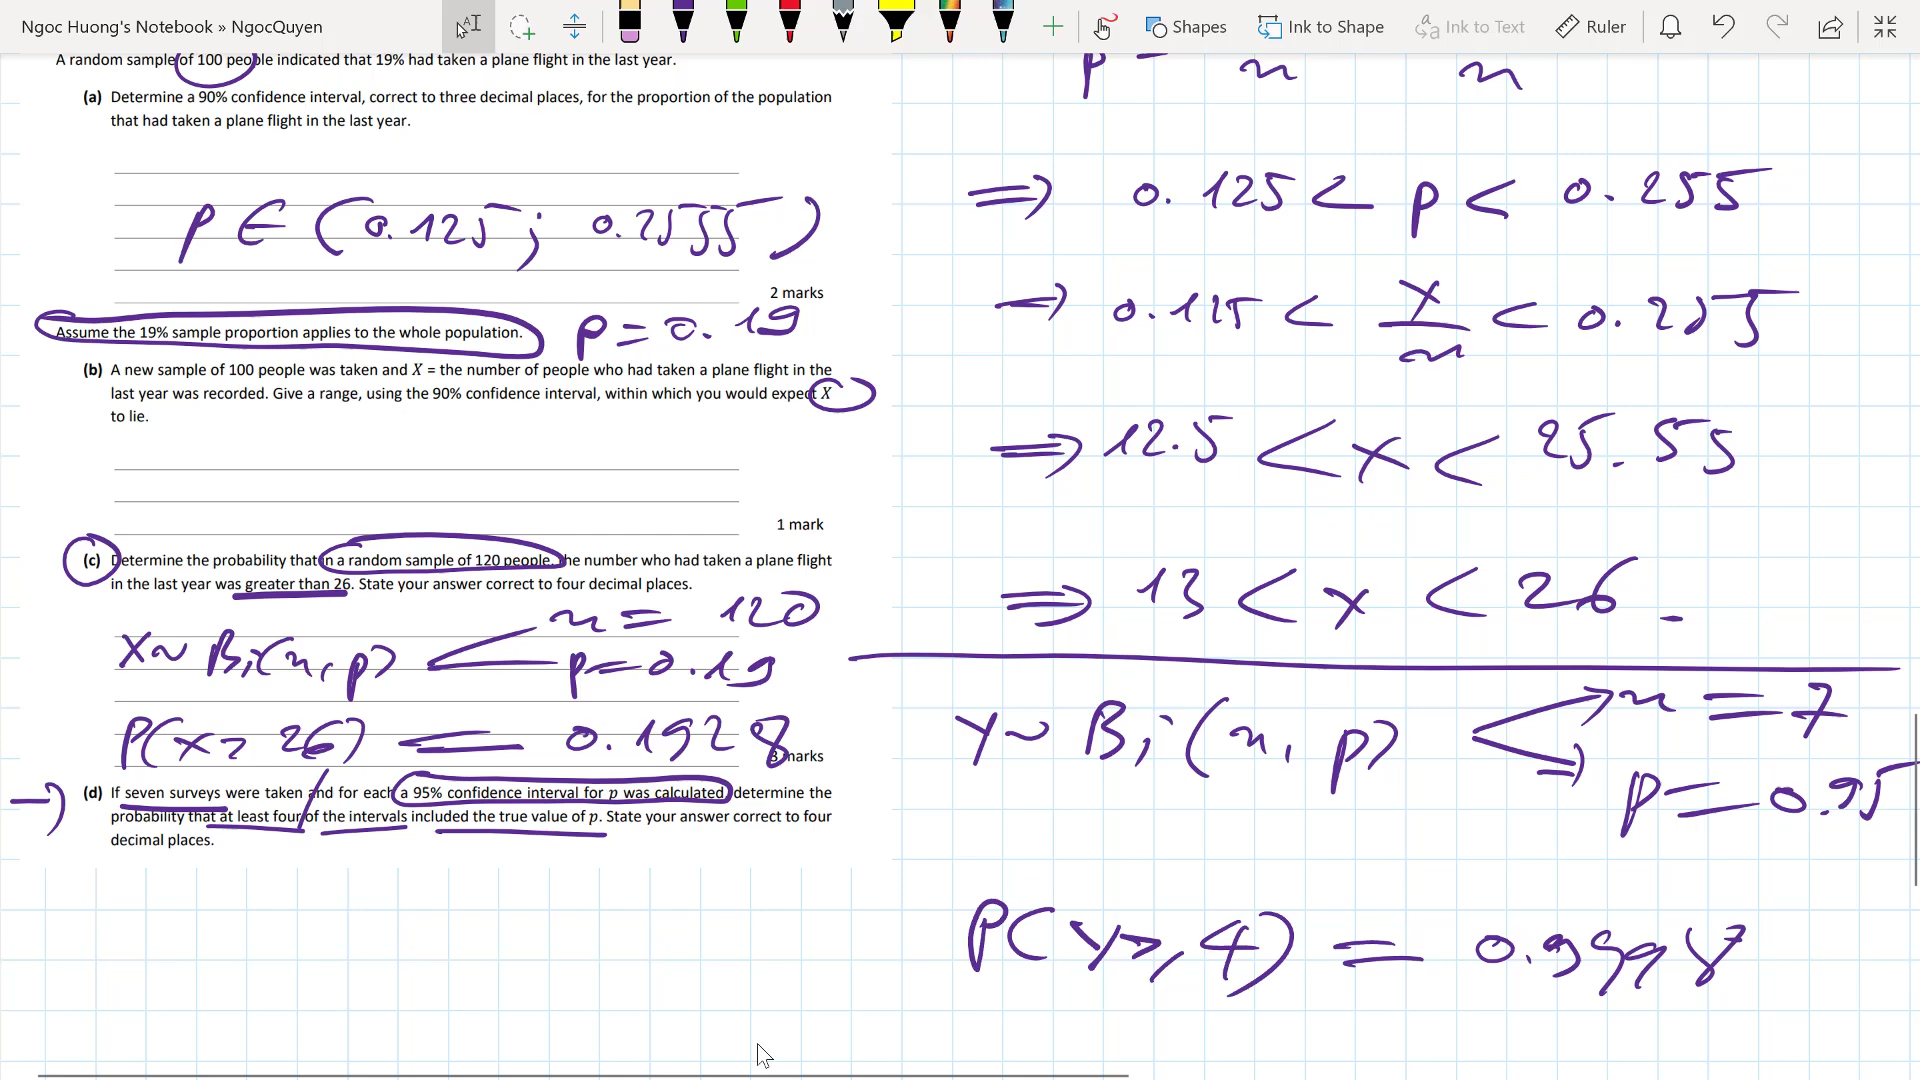 Ngoc Huong's Notebook » NgocQuyen
Shapes
Ink to Shape
Ink to Text
Ruler
A random sample of 100 people indicated that 19% had taken a plane flight in the last year.
(a) Determine a 90% confidence interval, correct to three decimal places, for the proportion of the population
that had taken a plane flight in the last year.
p ∈ (0.125; 0.2555)
2 marks
Assume the 19% sample proportion applies to the whole population.
p = 0.19
(b) A new sample of 100 people was taken and X = the number of people who had taken a plane flight in the
last year was recorded. Give a range, using the 90% confidence interval, within which you would expect X
to lie.
1 mark
(c) Determine the probability that in a random sample of 120 people, the number who had taken a plane flight
in the last year was greater than 26. State your answer correct to four decimal places.
n = 120
X ~ Bi(n, p)
p = 0.19
P(X > 26) = 0.1928
3 marks
(d) If seven surveys were taken and for each a 95% confidence interval for p was calculated, determine the
probability that at least four of the intervals included the true value of p. State your answer correct to four
decimal places.
p = n n
⇒ 0.125 < p < 0.255
→ 0.125 < X/n < 0.255
⇒ 12.5 < X < 25.55
⇒ 13 < X < 26.
Y ~ Bi(n, p)
n = 7
p = 0.95
P(Y ≥ 4) = 0.9998